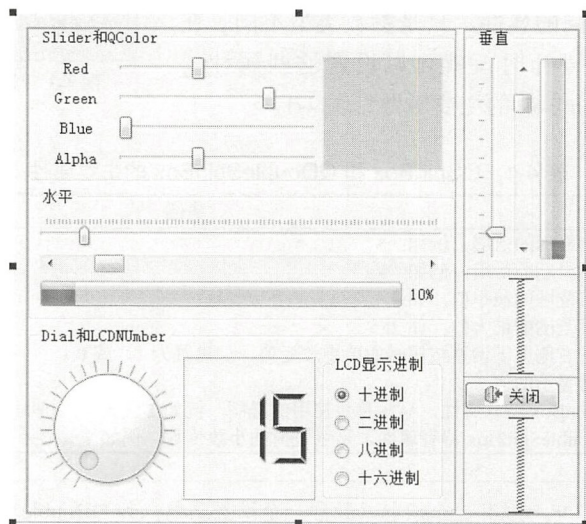 Slider和QColor
Red
Green
Blue
Alpha
水平
10%
Dial和LCDNUmber
15
LCD显示进制
十进制
二进制
八进制
十六进制
垂直
关闭